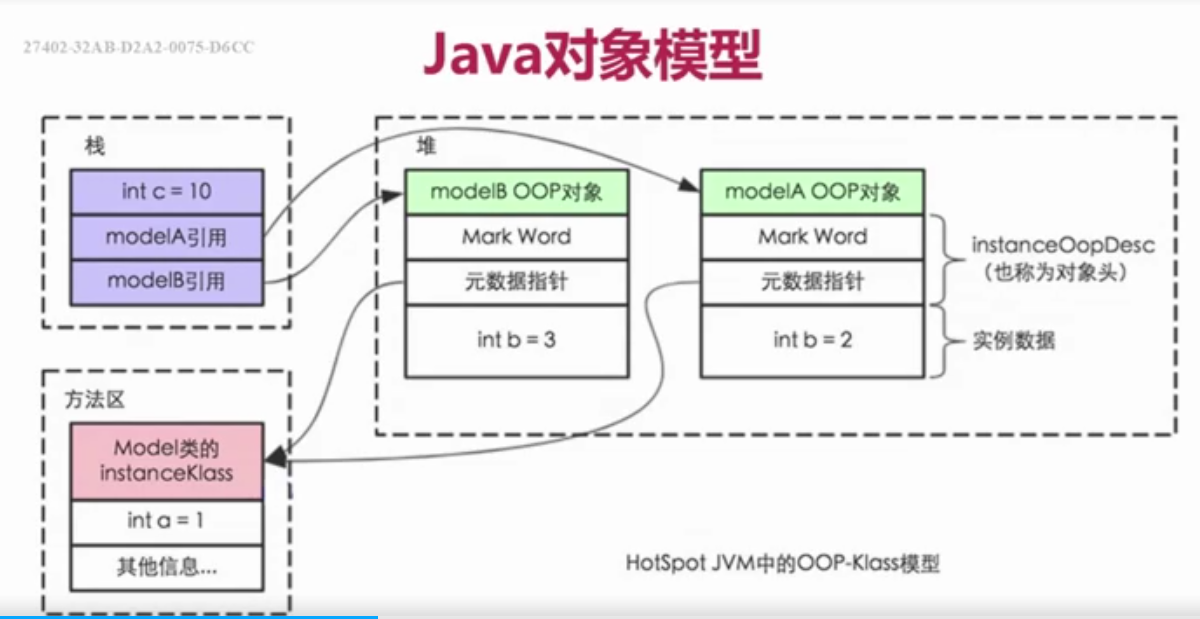 27402-32AB-D2A2-0075-D6CC
Java对象模型
栈
int c = 10
modelA引用
modelB引用
堆
modelB OOP对象
Mark Word
元数据指针
int b = 3
modelA OOP对象
Mark Word
元数据指针
int b = 2
instanceOopDesc
（也称为对象头）
实例数据
方法区
Model类的
instanceKlass
int a = 1
其他信息...
HotSpot JVM中的OOP-Klass模型